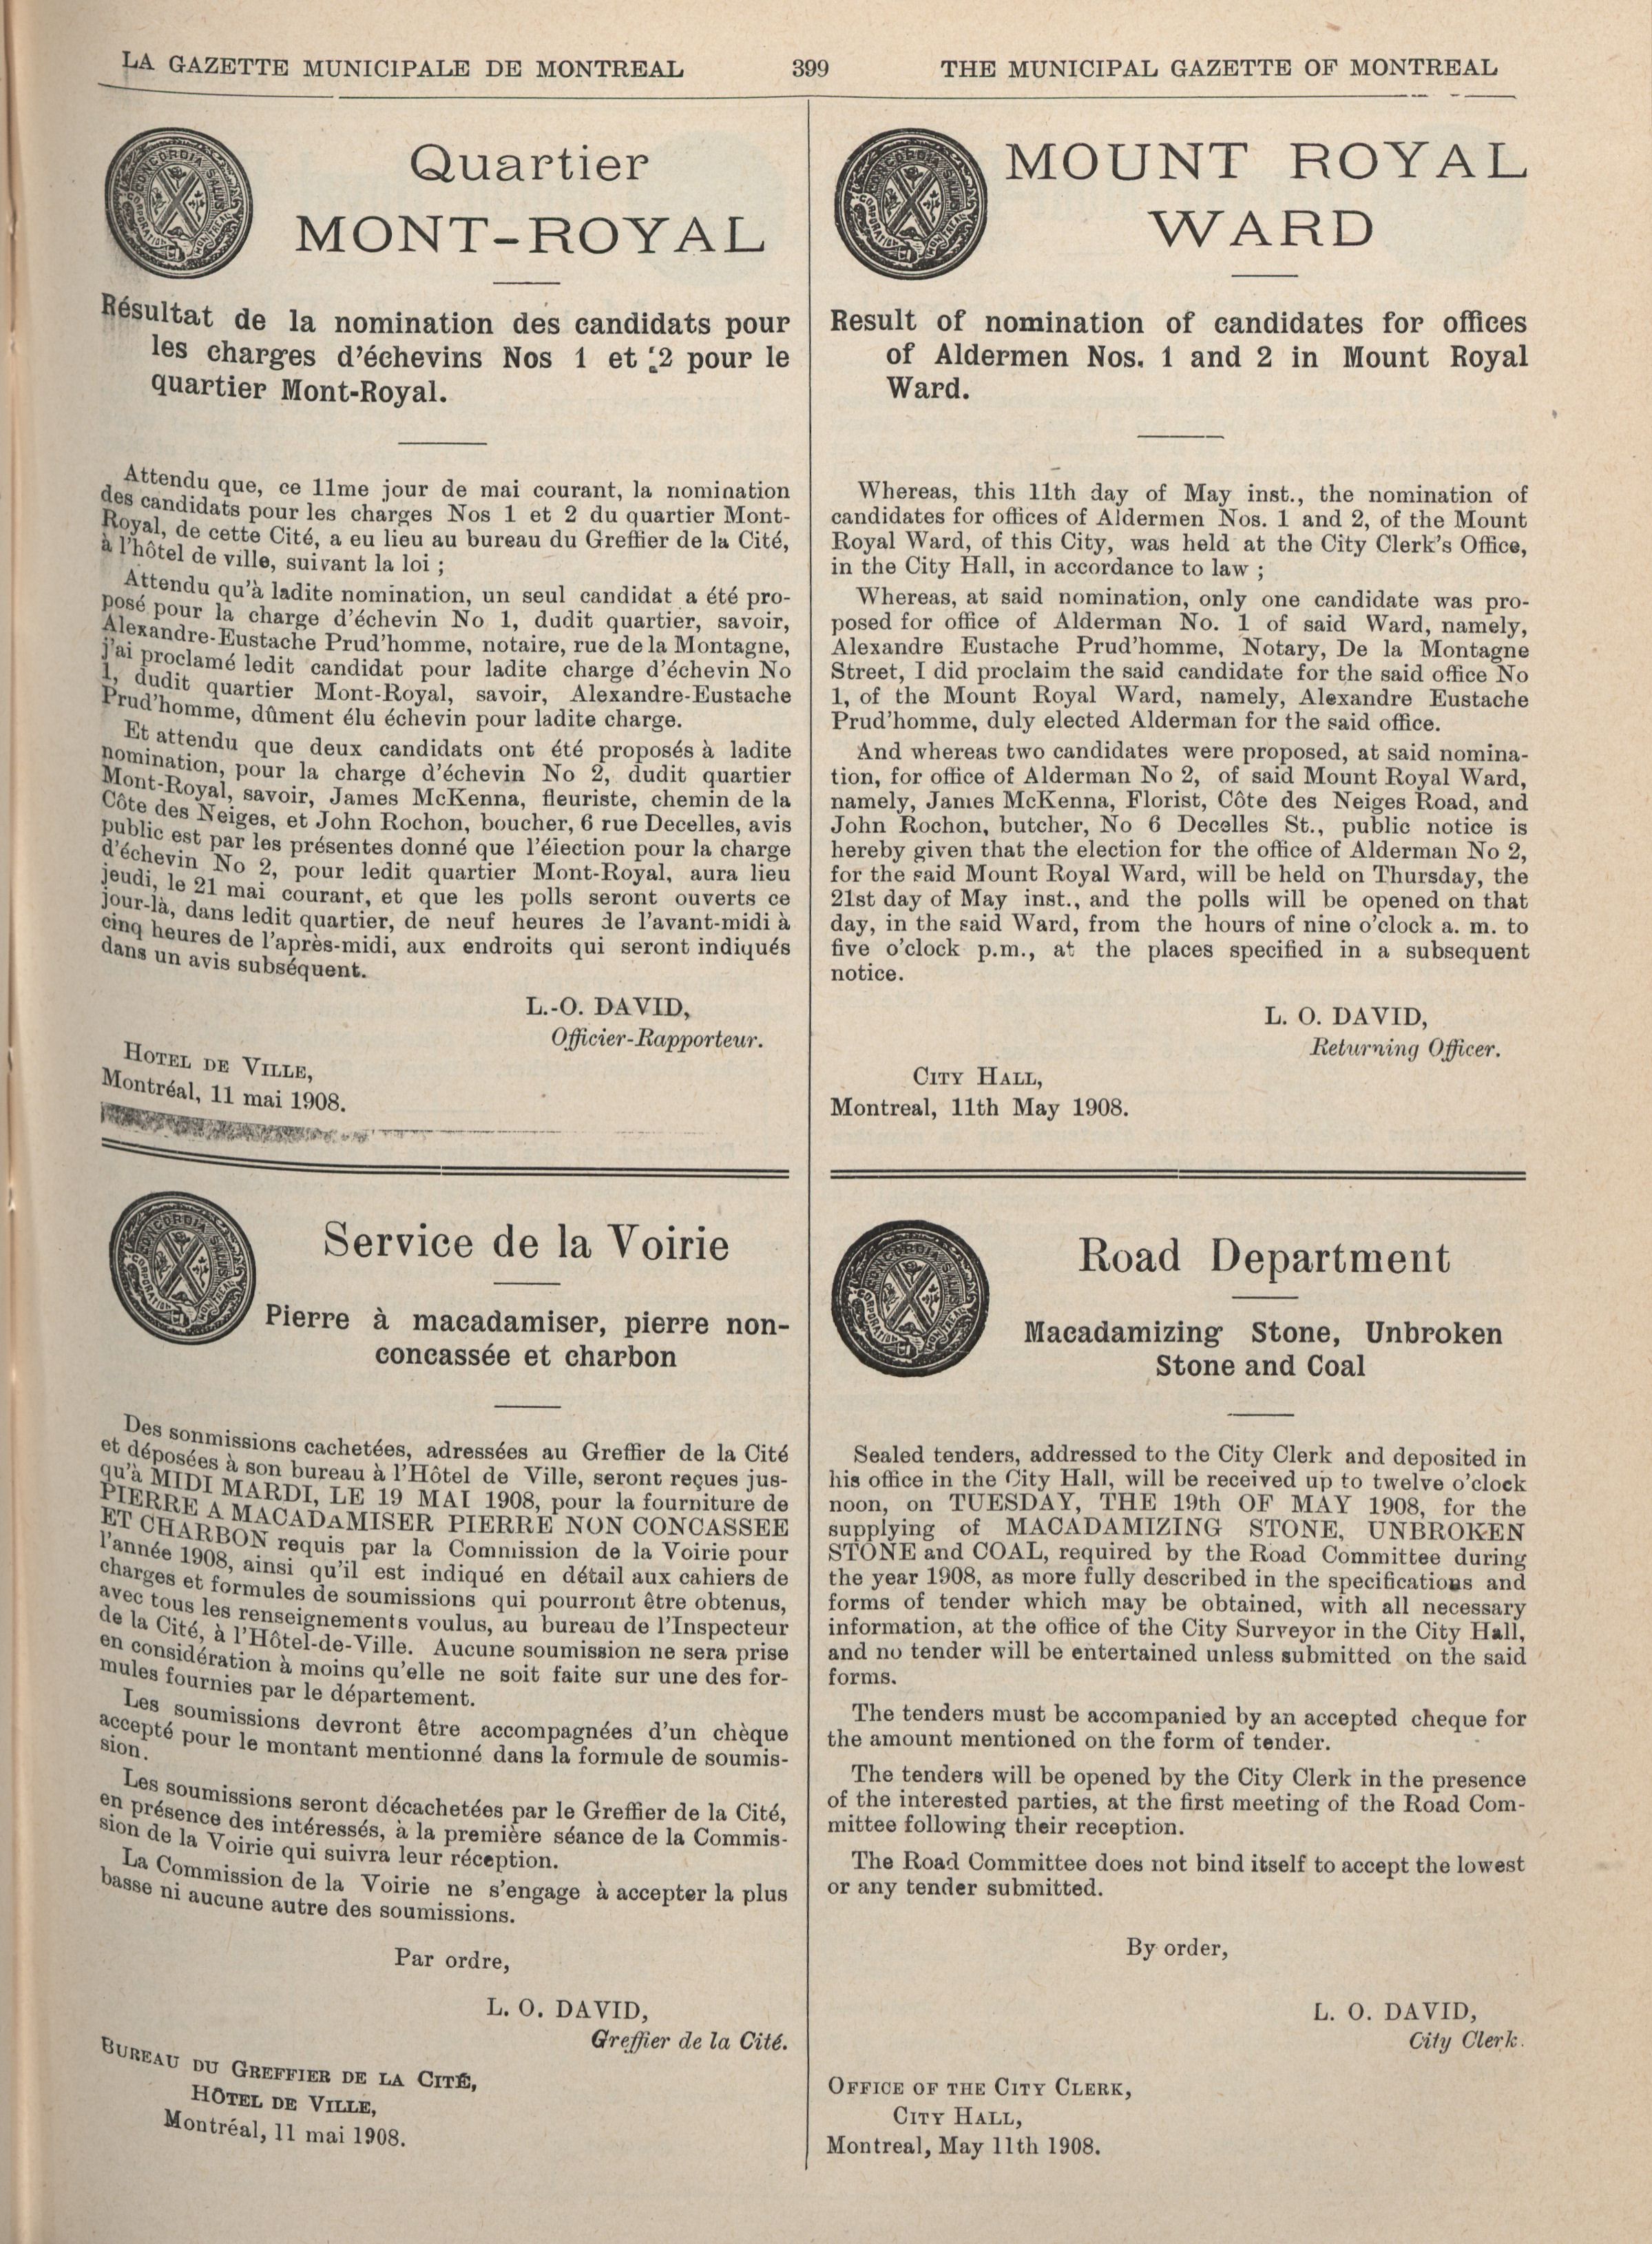 LA GAZETTE MUNICIPALE DE MONTREAL 399 THE MUNICIPAL GAZETTE OF MONTREAL
Quartier
MONT-ROYAL
Résultat de la nomination des candidats pour
les charges d'échevins Nos 1 et 2 pour le
quartier Mont-Royal.
Attendu que, ce 11me jour de mai courant, la nomination
des candidats pour les charges Nos 1 et 2 du quartier Mont-
Royal, de cette Cité, a eu lieu au bureau du Greffier de la Cité,
à l'hôtel de ville, suivant la loi ;
Attendu qu'à ladite nomination, un seul candidat a été pro-
posé pour la charge d'échevin No 1, dudit quartier, savoir,
Alexandre-Eustache Prud'homme, notaire, rue de la Montagne,
j'ai proclamé ledit candidat pour ladite charge d'échevin No
1, dudit quartier Mont-Royal, savoir, Alexandre-Eustache
Prud'homme, dûment élu échevin pour ladite charge.
Et attendu que deux candidats ont été proposés à ladite
nomination, pour la charge d'échevin No 2, dudit quartier
Mont-Royal, savoir, James McKenna, fleuriste, chemin de la
Côte des Neiges, et John Rochon, boucher, 6 rue Decelles, avis
public est par les présentes donné que l'éiection pour la charge
d'échevin No 2, pour ledit quartier Mont-Royal, aura lieu
jeudi, le 21 mai courant, et que les polls seront ouverts ce
jour-là, dans ledit quartier, de neuf heures de l'avant-midi à
cinq heures de l'après-midi, aux endroits qui seront indiqués
dans un avis subséquent.
L.-O. DAVID,
Officier-Rapporteur.
HOTEL DE VILLE,
Montréal, 11 mai 1908.
Service de la Voirie
Pierre à macadamiser, pierre non-
concassée et charbon
Des sonmissions cachetées, adressées au Greffier de la Cité
et déposées à son bureau à l'Hôtel de Ville, seront reçues jus-
qu'à MIDI MARDI, LE 19 MAI 1908, pour la fourniture de
PIERRE A MACADAMISER PIERRE NON CONCASSEE
ET CHARBON requis par la Commission de la Voirie pour
l'année 1908, ainsi qu'il est indiqué en détail aux cahiers de
charges et formules de soumissions qui pourront être obtenus,
avec tous les renseignements voulus, au bureau de l'Inspecteur
de la Cité, à l'Hôtel-de-Ville. Aucune soumission ne sera prise
en considération à moins qu'elle ne soit faite sur une des for-
mules fournies par le département.
Les soumissions devront être accompagnées d'un chèque
accepté pour le montant mentionné dans la formule de soumis-
sion.
Les soumissions seront décachetées par le Greffier de la Cité,
en présence des intéressés, à la première séance de la Commis-
sion de la Voirie qui suivra leur réception.
La Commission de la Voirie ne s'engage à accepter la plus
basse ni aucune autre des soumissions.
Par ordre,
L. O. DAVID,
Greffier de la Cité.
BUREAU DU GREFFIER DE LA CITÉ,
HÔTEL DE VILLE,
Montréal, 11 mai 1908.
MOUNT ROYAL
WARD
Result of nomination of candidates for offices
of Aldermen Nos. 1 and 2 in Mount Royal
Ward.
Whereas, this 11th day of May inst., the nomination of
candidates for offices of Aldermen Nos. 1 and 2, of the Mount
Royal Ward, of this City, was held at the City Clerk's Office,
in the City Hall, in accordance to law ;
Whereas, at said nomination, only one candidate was pro-
posed for office of Alderman No. 1 of said Ward, namely,
Alexandre Eustache Prud'homme, Notary, De la Montagne
Street, I did proclaim the said candidate for the said office No
1, of the Mount Royal Ward, namely, Alexandre Eustache
Prud'homme, duly elected Alderman for the said office.
And whereas two candidates were proposed, at said nomina-
tion, for office of Alderman No 2, of said Mount Royal Ward,
namely, James McKenna, Florist, Côte des Neiges Road, and
John Rochon, butcher, No 6 Decelles St., public notice is
hereby given that the election for the office of Alderman No 2,
for the said Mount Royal Ward, will be held on Thursday, the
21st day of May inst., and the polls will be opened on that
day, in the said Ward, from the hours of nine o'clock a. m. to
five o'clock p.m., at the places specified in a subsequent
notice.
L. O. DAVID,
Returning Officer.
CITY HALL,
Montreal, 11th May 1908.
Road Department
Macadamizing Stone, Unbroken
Stone and Coal
Sealed tenders, addressed to the City Clerk and deposited in
his office in the City Hall, will be received up to twelve o'clock
noon, on TUESDAY, THE 19th OF MAY 1908, for the
supplying of MACADAMIZING STONE, UNBROKEN
STONE and COAL, required by the Road Committee during
the year 1908, as more fully described in the specifications and
forms of tender which may be obtained, with all necessary
information, at the office of the City Surveyor in the City Hall,
and no tender will be entertained unless submitted on the said
forms.
The tenders must be accompanied by an accepted cheque for
the amount mentioned on the form of tender.
The tenders will be opened by the City Clerk in the presence
of the interested parties, at the first meeting of the Road Com-
mittee following their reception.
The Road Committee does not bind itself to accept the lowest
or any tender submitted.
By order,
L. O. DAVID,
City Clerk.
OFFICE OF THE CITY CLERK,
CITY HALL,
Montreal, May 11th 1908.